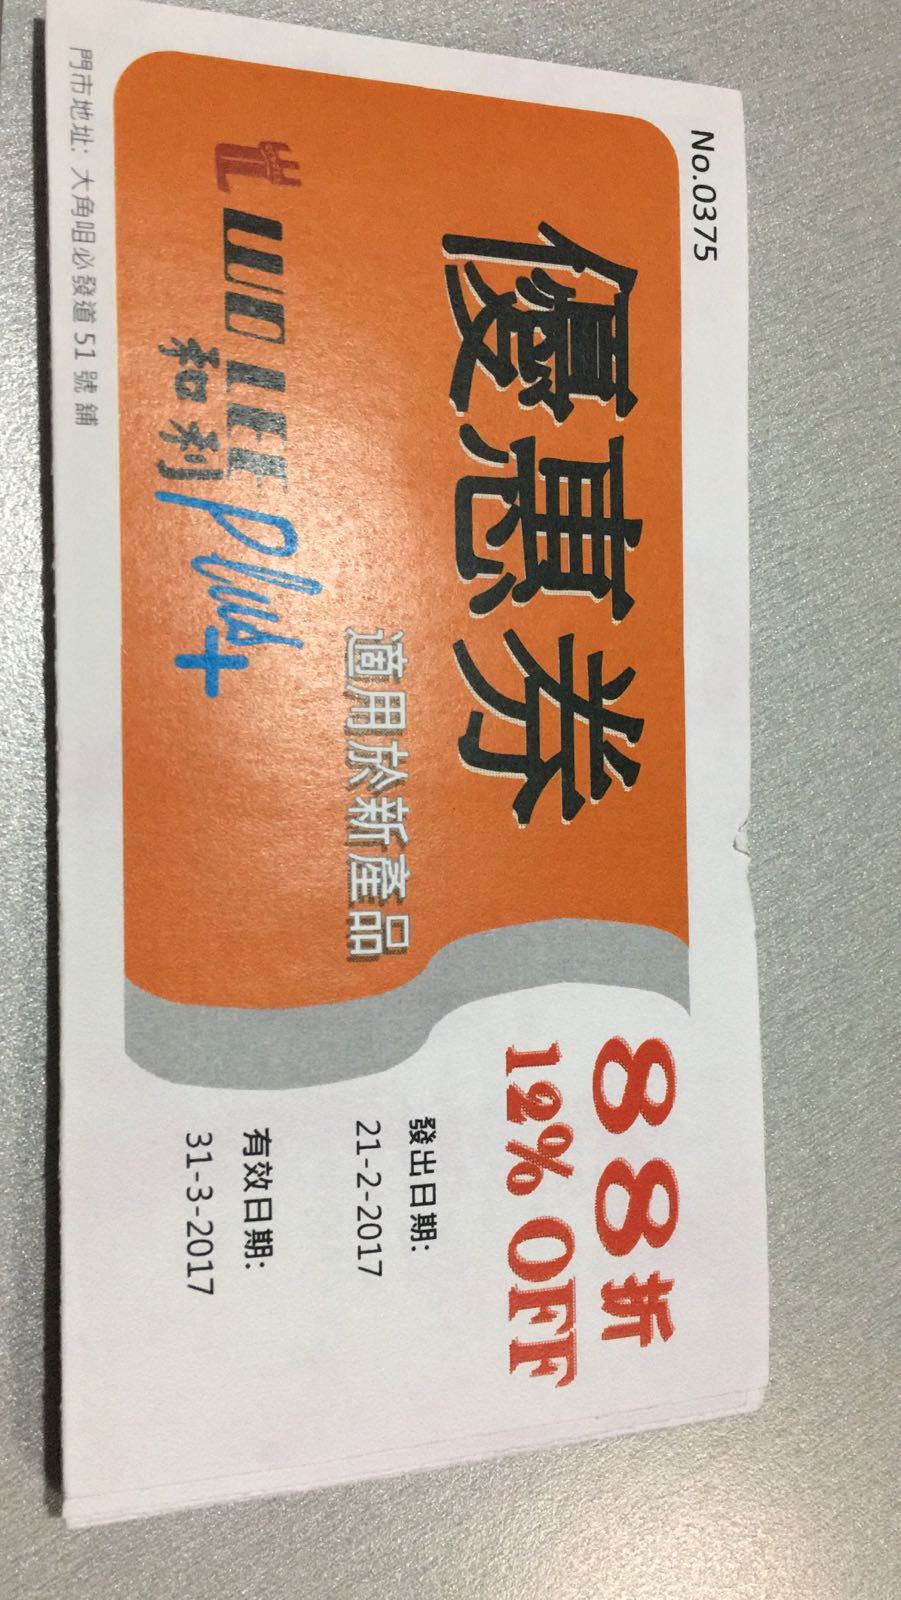 No.0375
優惠券
適用於新產品
WO LEE
和利 Plus+
門市地址：大角咀必發道 51 號舖
88折
12% OFF
發出日期:
21-2-2017
有效日期:
31-3-2017